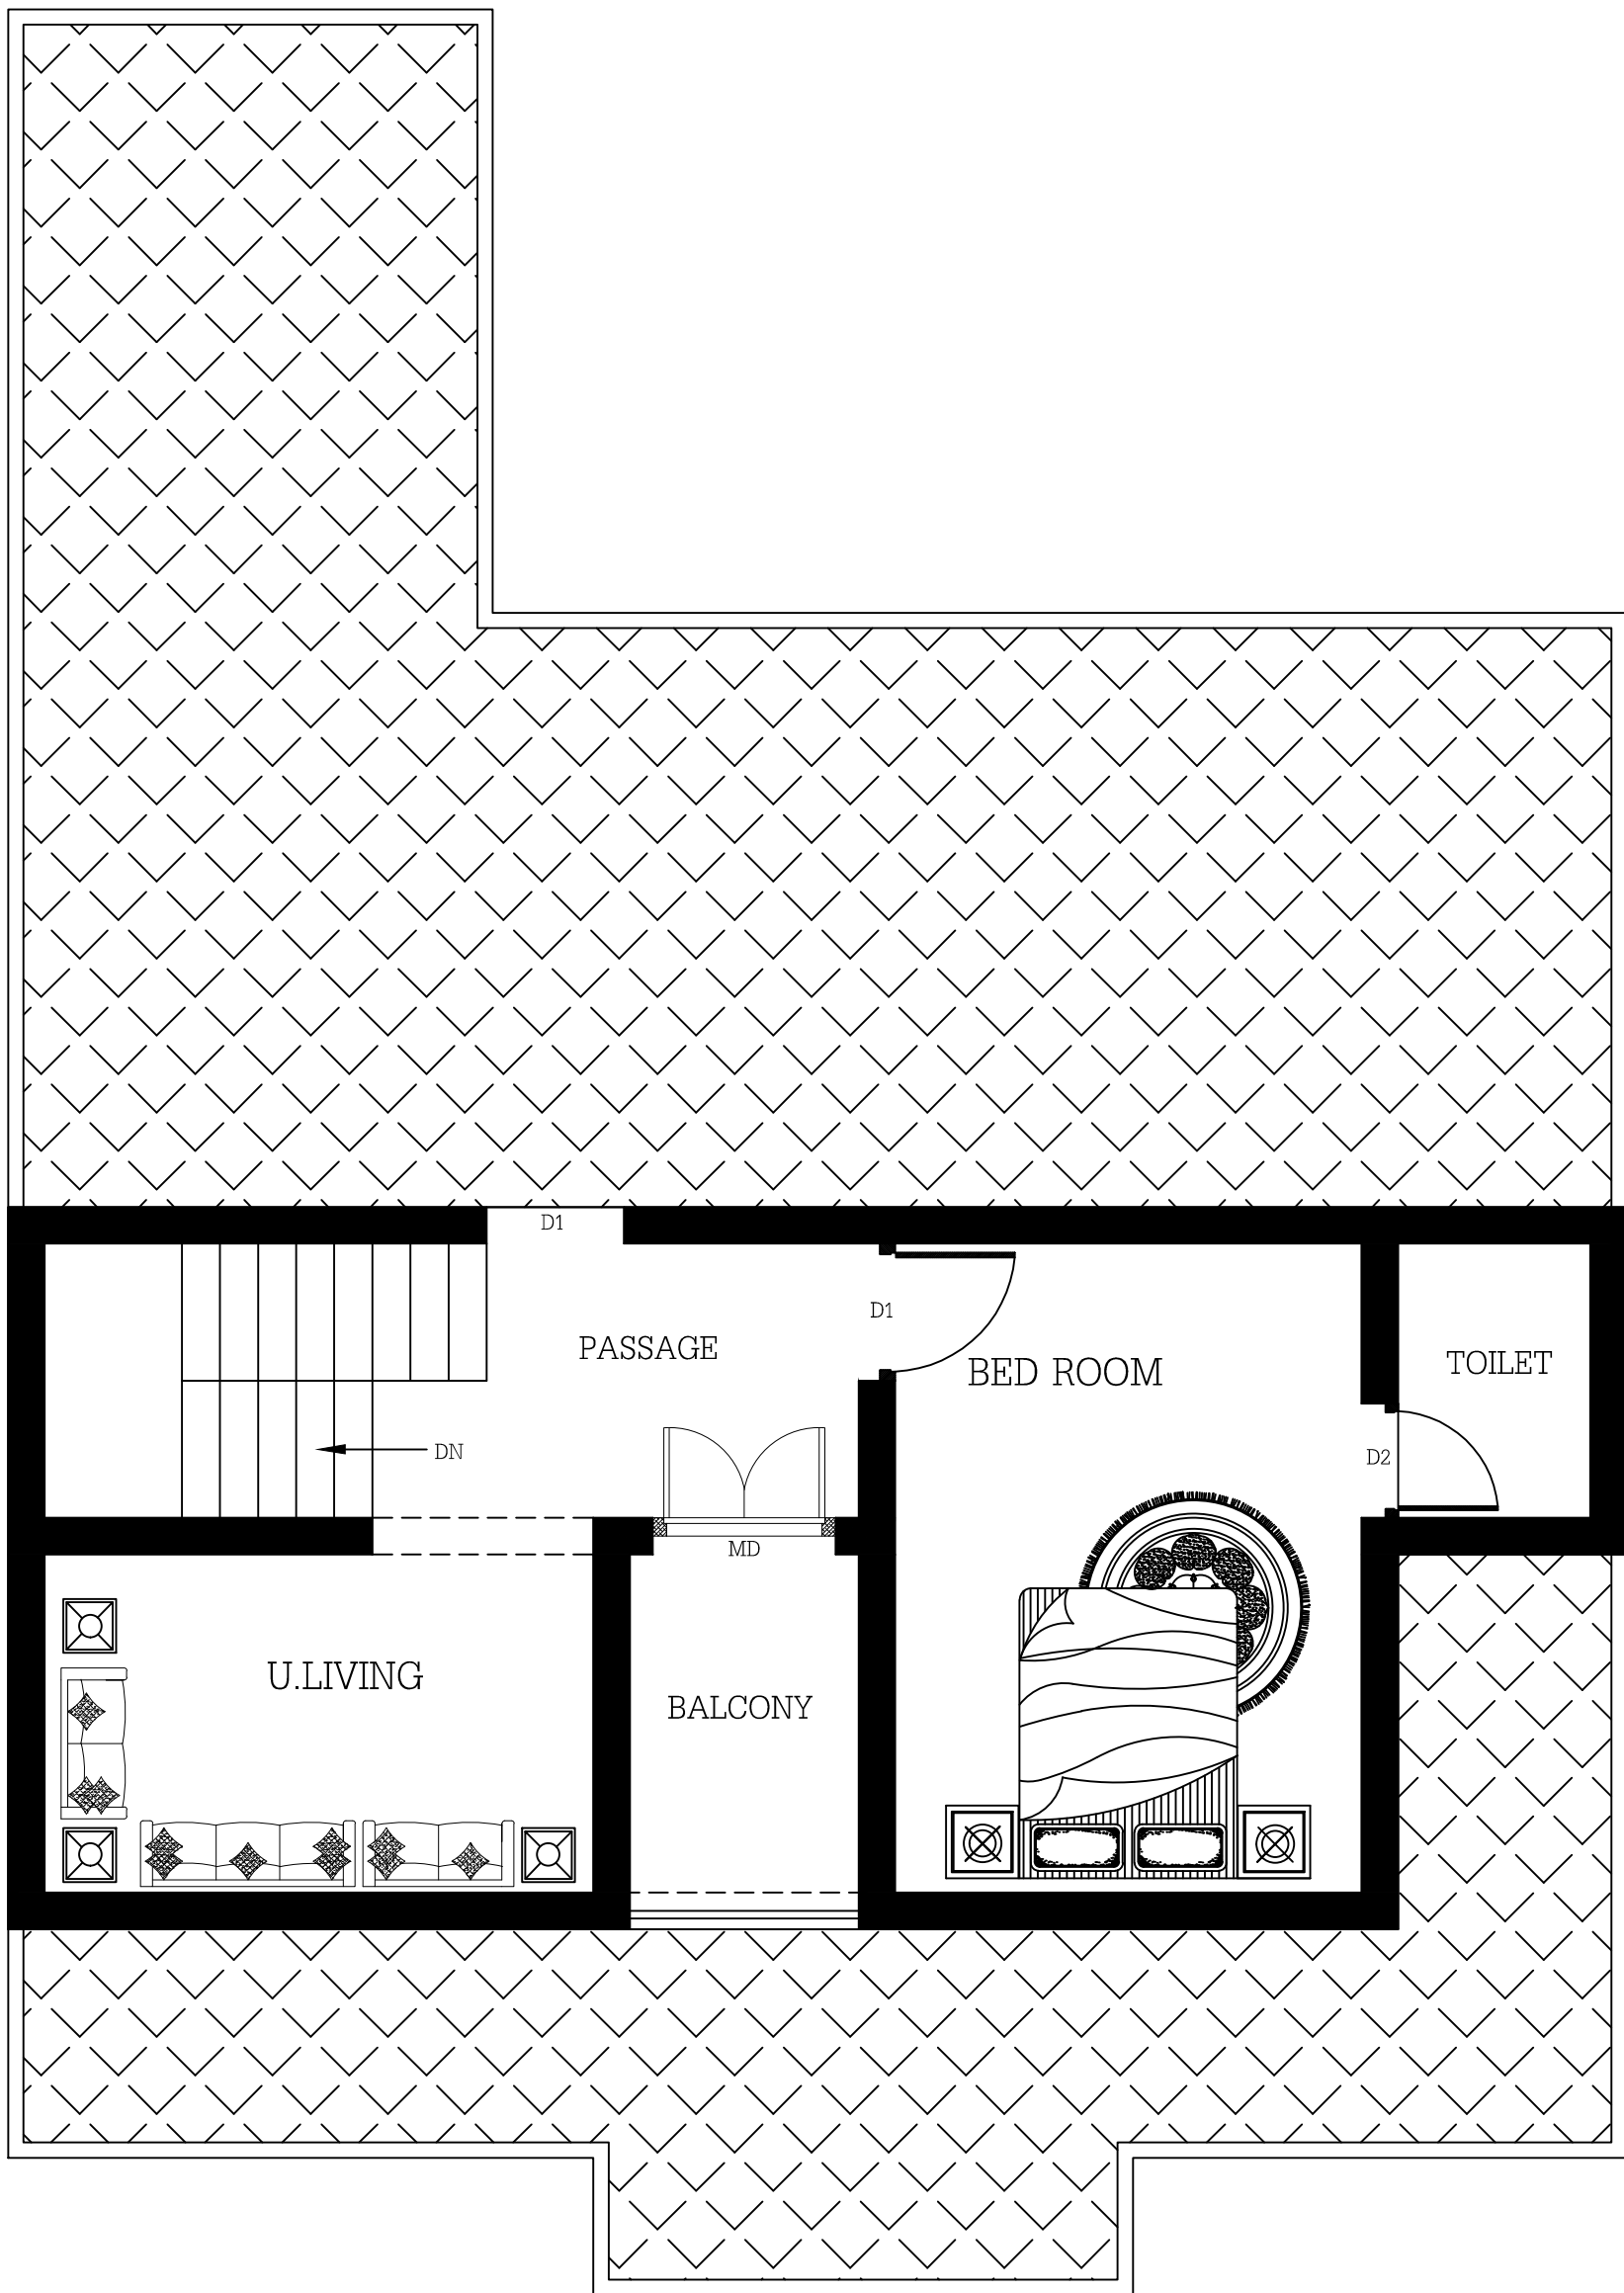 D1
D1
PASSAGE
BED ROOM
TOILET
DN
D2
MD
U.LIVING
BALCONY